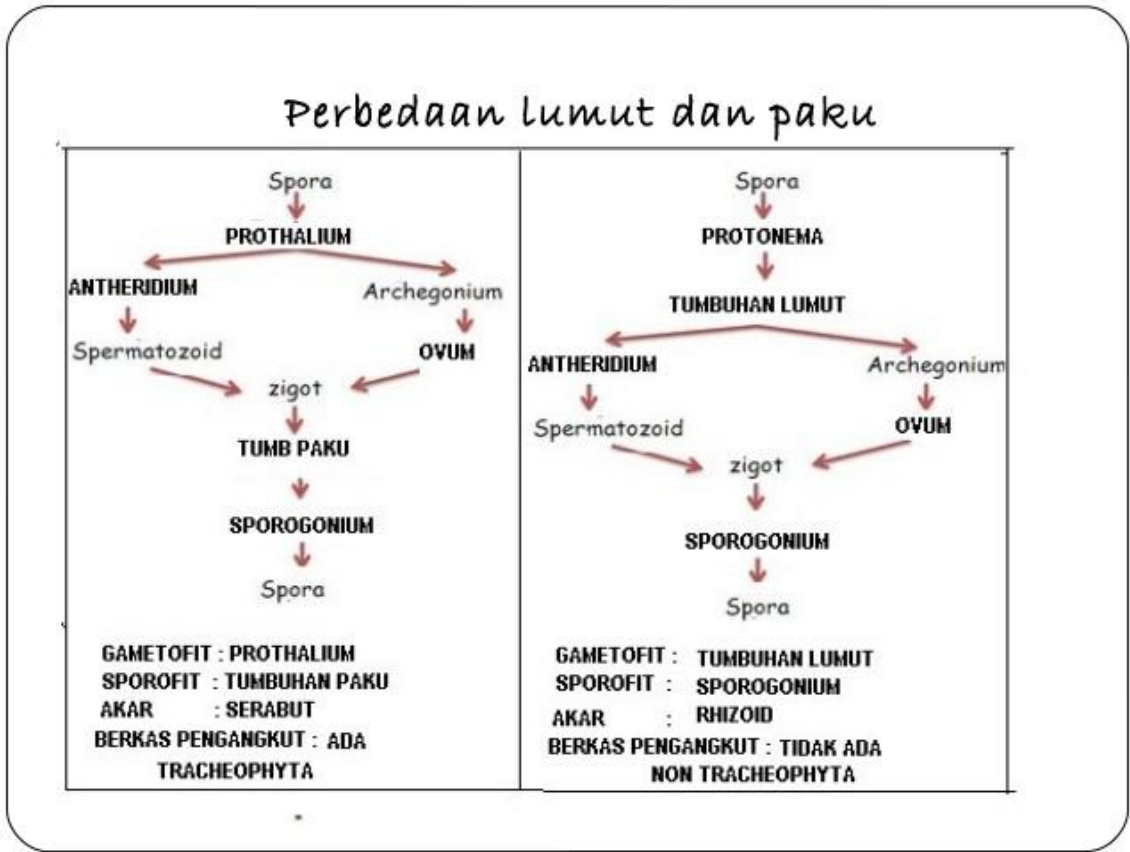 Perbedaan lumut dan paku
Spora
PROTHALIUM
ANTHERIDIUM
Archegonium
Spermatozoid
OVUM
zigot
TUMB PAKU
SPOROGONIUM
Spora
GAMETOFIT : PROTHALIUM
SPOROFIT : TUMBUHAN PAKU
AKAR : SERABUT
BERKAS PENGANGKUT : ADA
TRACHEOPHYTA
Spora
PROTONEMA
TUMBUHAN LUMUT
ANTHERIDIUM
Archegonium
Spermatozoid
OVUM
zigot
SPOROGONIUM
Spora
GAMETOFIT : TUMBUHAN LUMUT
SPOROFIT : SPOROGONIUM
AKAR : RHIZOID
BERKAS PENGANGKUT : TIDAK ADA
NON TRACHEOPHYTA